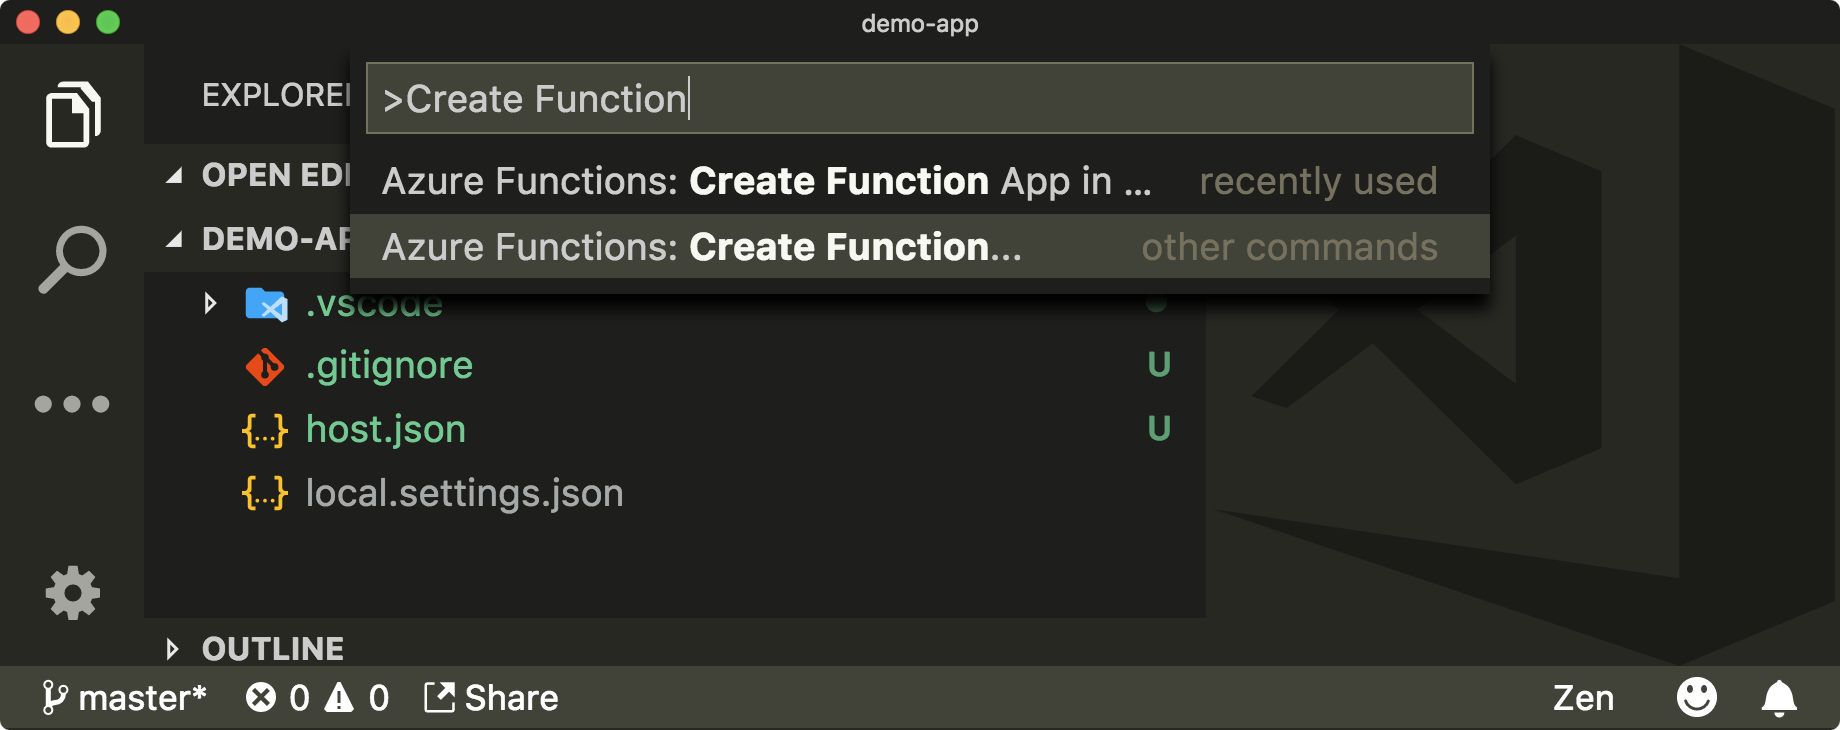 demo-app
EXPLORE
>Create Function
Azure Functions: Create Function App in ... recently used
OPEN EDI
Azure Functions: Create Function... other commands
DEMO-AP
.vscode
.gitignore U
host.json U
{...} local.settings.json
OUTLINE
master* 0 0 Share Zen